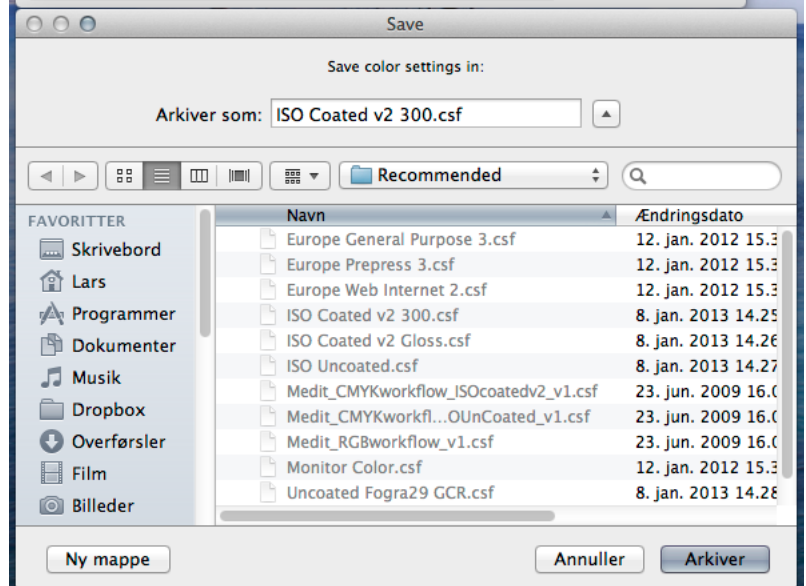 Save
Save color settings in:
Arkiver som: ISO Coated v2 300.csf
Recommended
FAVORITTER
Skrivebord
Lars
Programmer
Dokumenter
Musik
Dropbox
Overførsler
Film
Billeder
Navn Ændringsdato
Europe General Purpose 3.csf 12. jan. 2012 15.3
Europe Prepress 3.csf 12. jan. 2012 15.3
Europe Web Internet 2.csf 12. jan. 2012 15.3
ISO Coated v2 300.csf 8. jan. 2013 14.25
ISO Coated v2 Gloss.csf 8. jan. 2013 14.26
ISO Uncoated.csf 8. jan. 2013 14.27
Medit_CMYKworkflow_ISOcoatedv2_v1.csf 23. jun. 2009 16.0
Medit_CMYKworkfl...OUnCoated_v1.csf 23. jun. 2009 16.0
Medit_RGBworkflow_v1.csf 23. jun. 2009 16.0
Monitor Color.csf 12. jan. 2012 15.3
Uncoated Fogra29 GCR.csf 8. jan. 2013 14.28
Ny mappe Annuller Arkiver